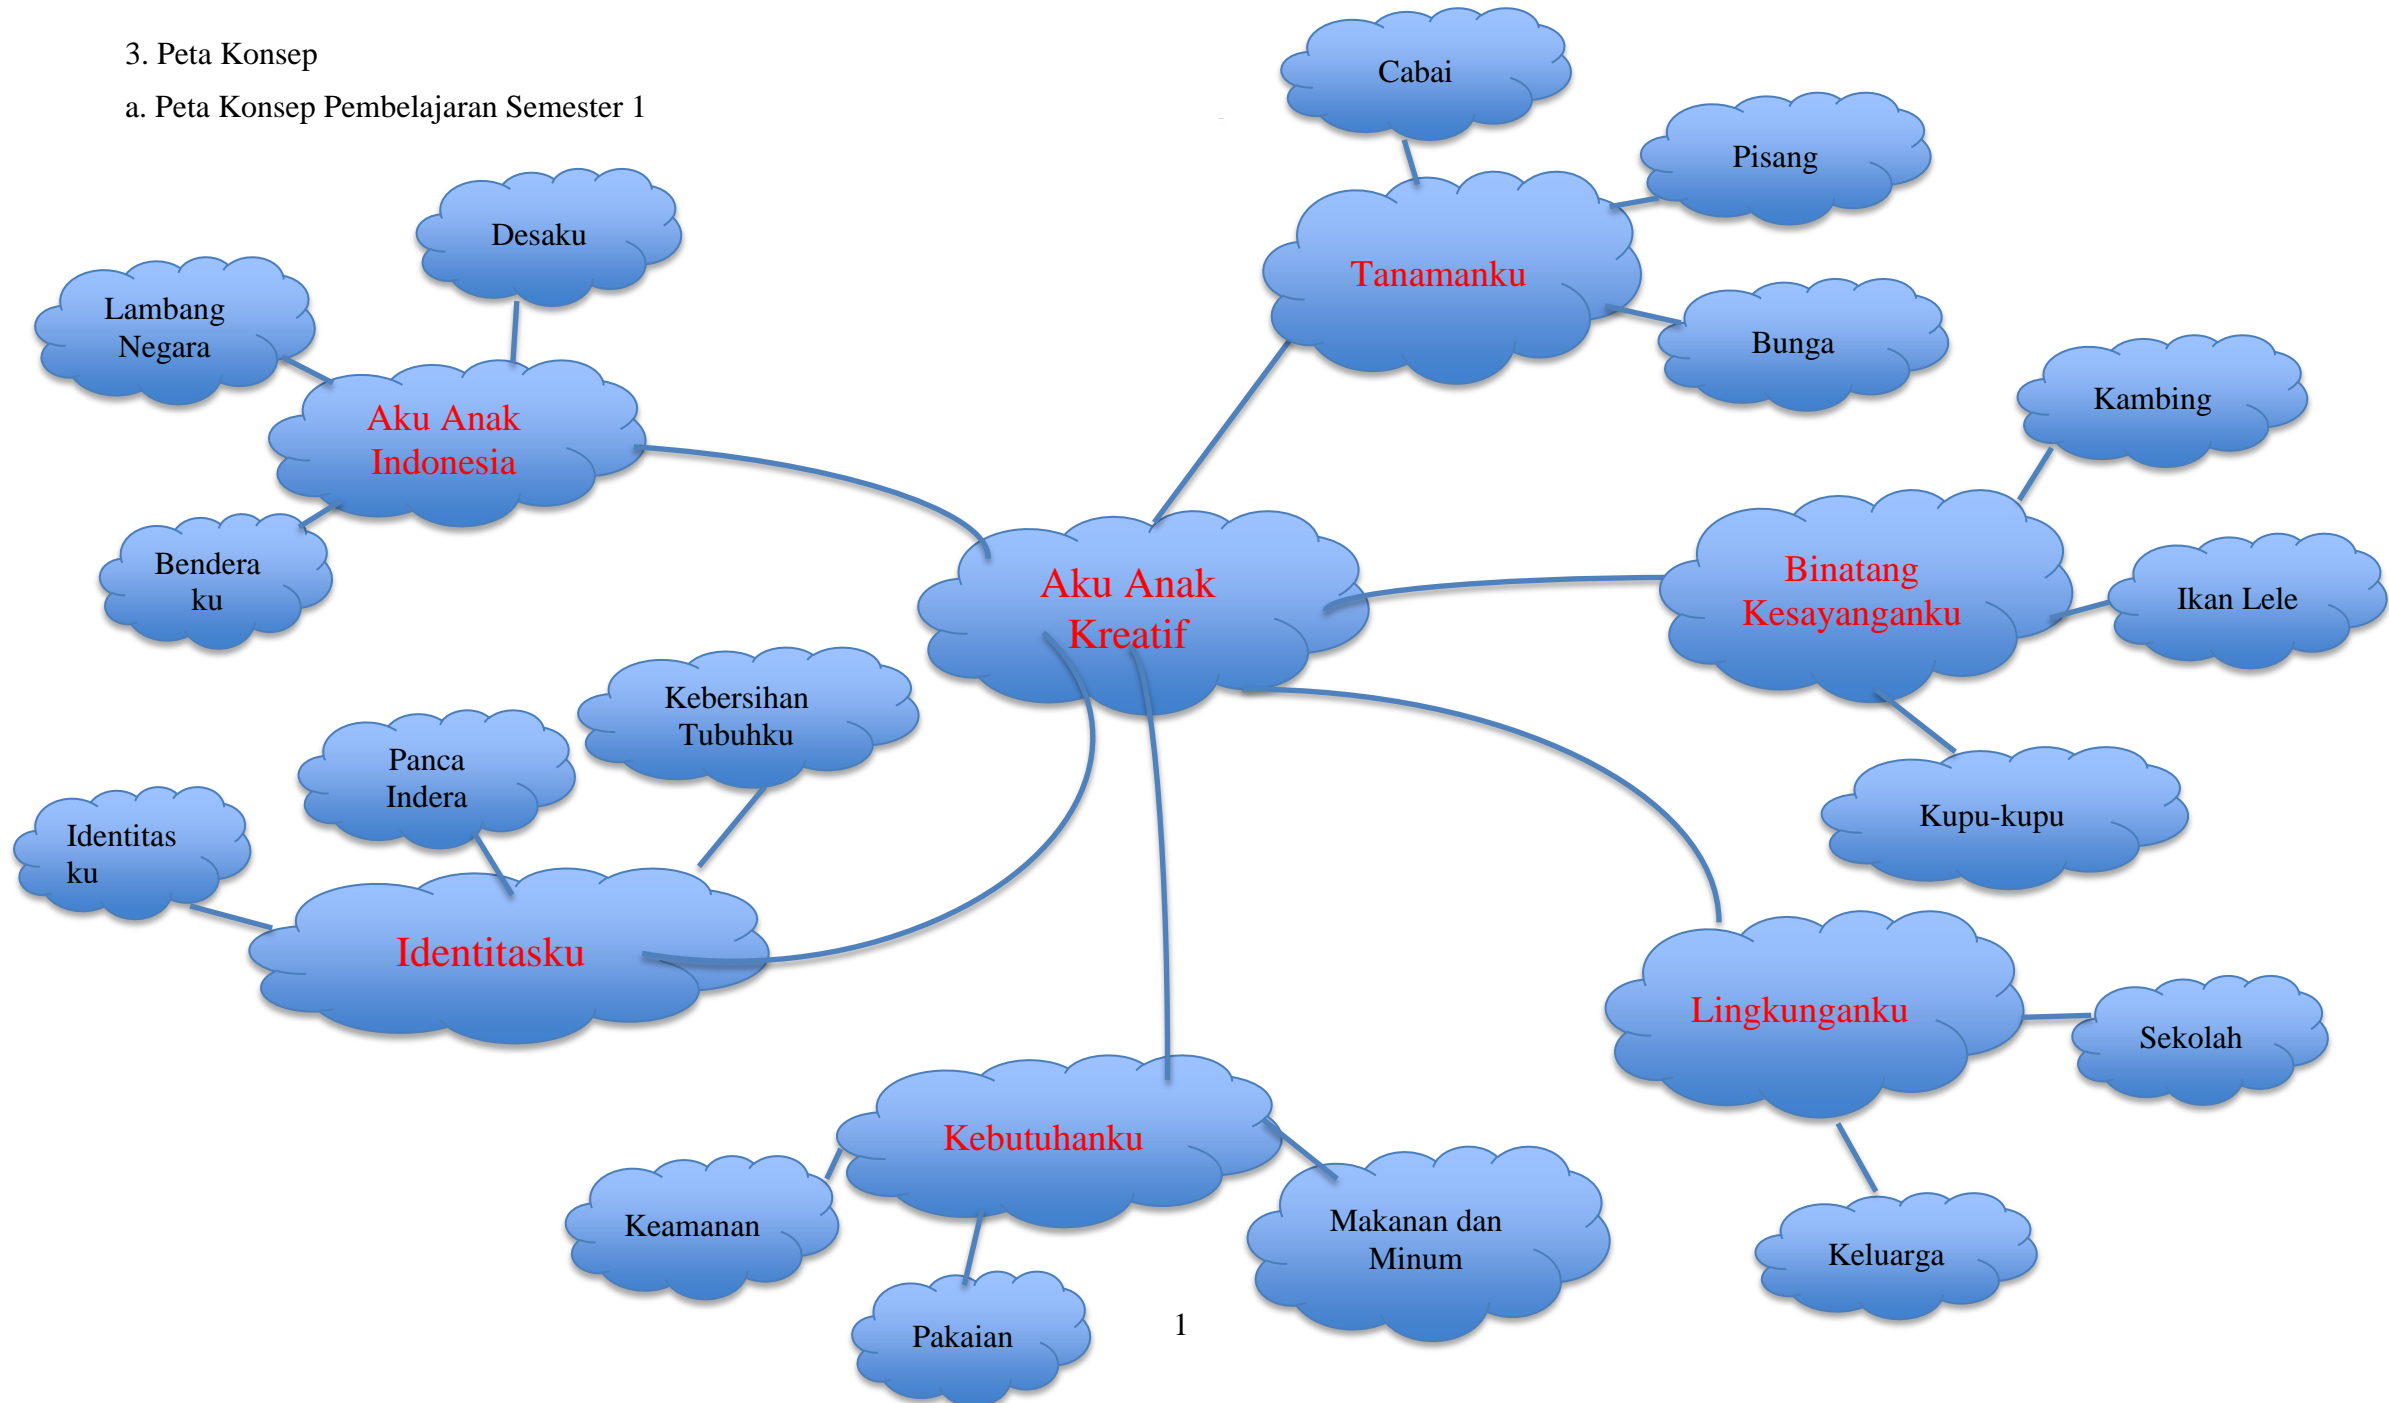 3. Peta Konsep
a. Peta Konsep Pembelajaran Semester 1
Cabai
Pisang
Tanamanku
Bunga
Desaku
Lambang
Negara
Aku Anak
Indonesia
Bendera
ku
Kambing
Binatang
Kesayanganku
Ikan Lele
Kupu-kupu
Aku Anak
Kreatif
Kebersihan
Tubuhku
Panca
Indera
Identitas
ku
Identitasku
Lingkunganku
Sekolah
Keluarga
Kebutuhanku
Keamanan
Makanan dan
Minum
Pakaian
1